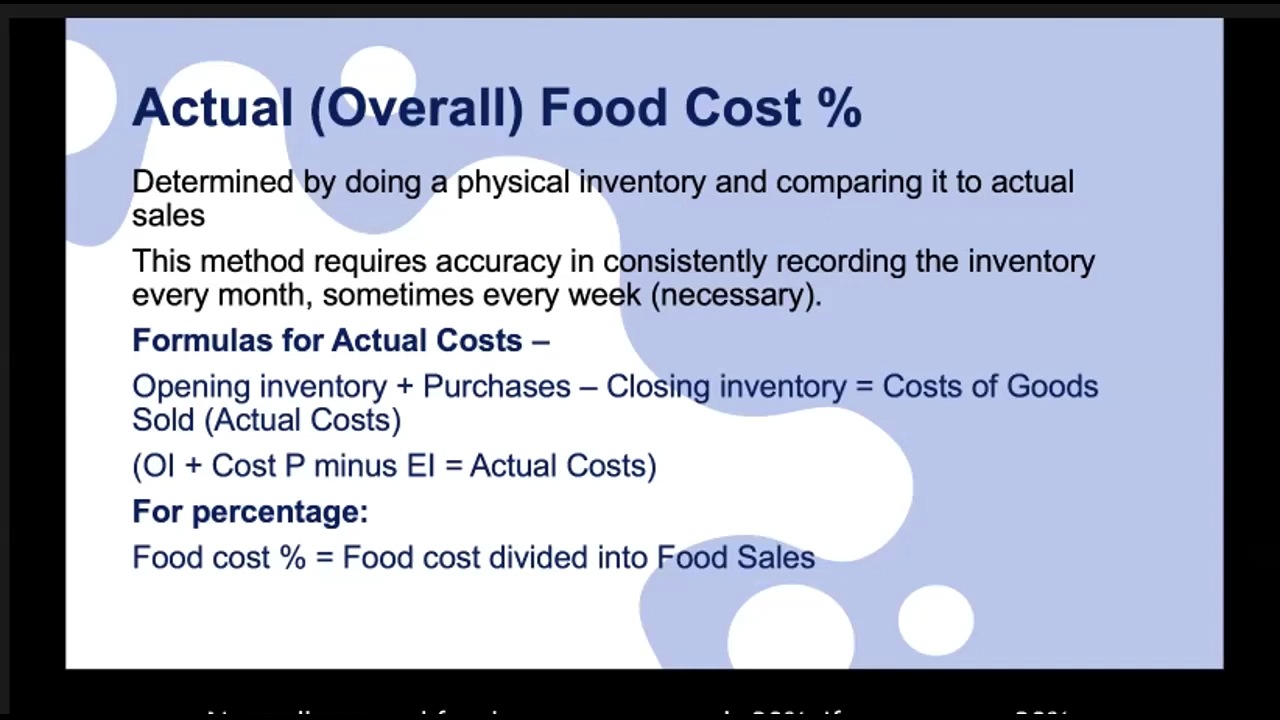 Actual (Overall) Food Cost %
Determined by doing a physical inventory and comparing it to actual
sales
This method requires accuracy in consistently recording the inventory
every month, sometimes every week (necessary).
Formulas for Actual Costs –
Opening inventory + Purchases – Closing inventory = Costs of Goods
Sold (Actual Costs)
(OI + Cost P minus EI = Actual Costs)
For percentage:
Food cost % = Food cost divided into Food Sales